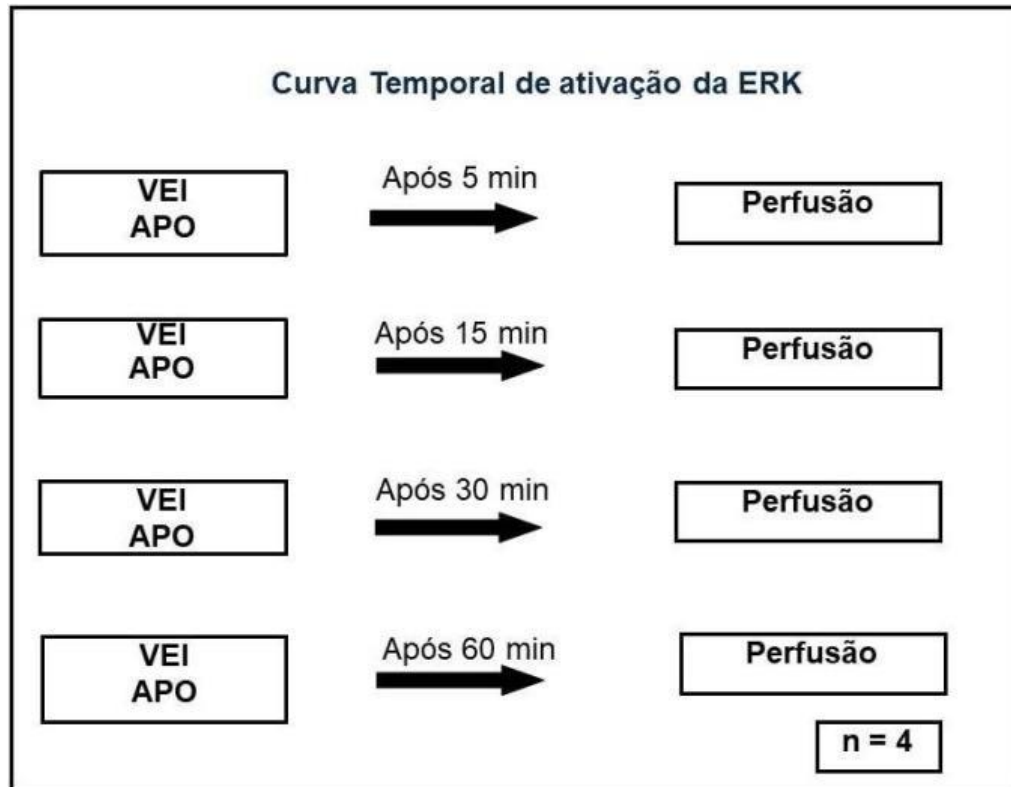 Curva Temporal de ativação da ERK
VEI
APO
Após 5 min
Perfusão
VEI
APO
Após 15 min
Perfusão
VEI
APO
Após 30 min
Perfusão
VEI
APO
Após 60 min
Perfusão
n = 4